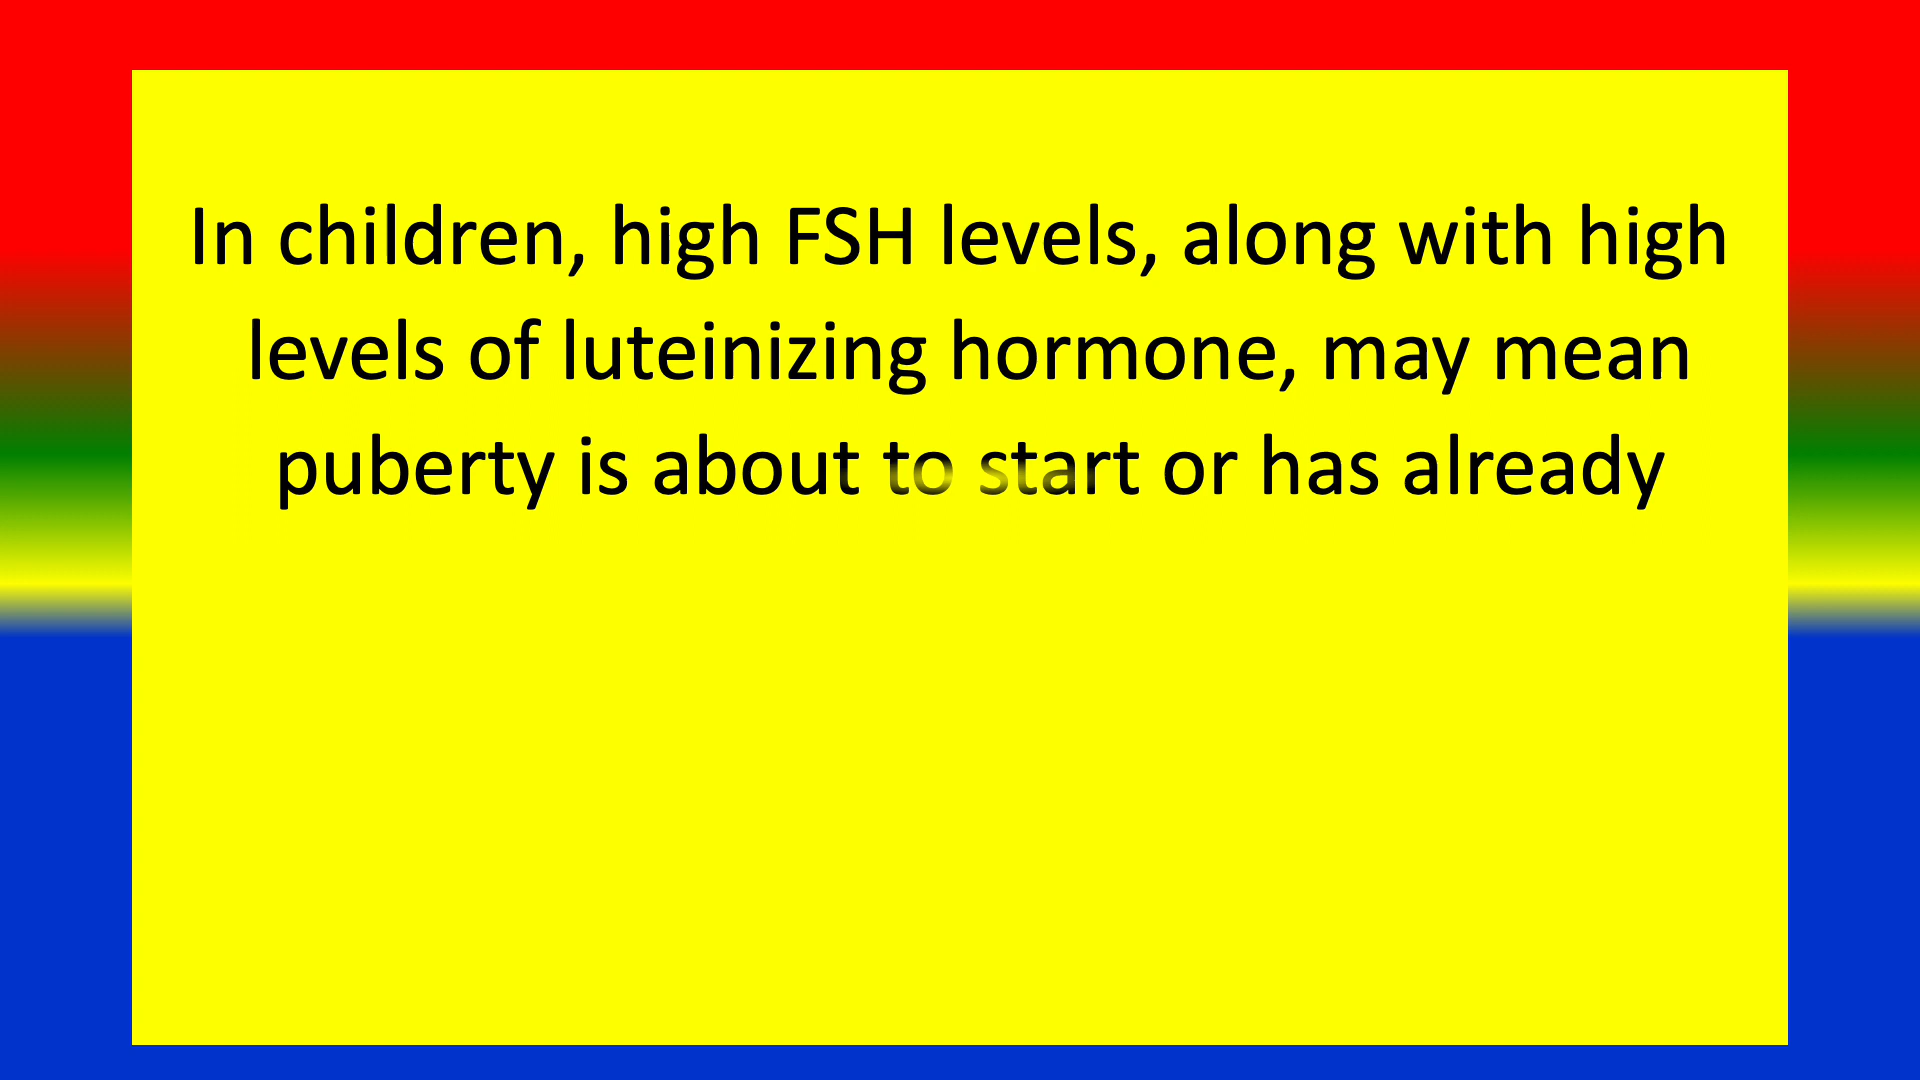 In children, high FSH levels, along with high
levels of luteinizing hormone, may mean
puberty is about to start or has already